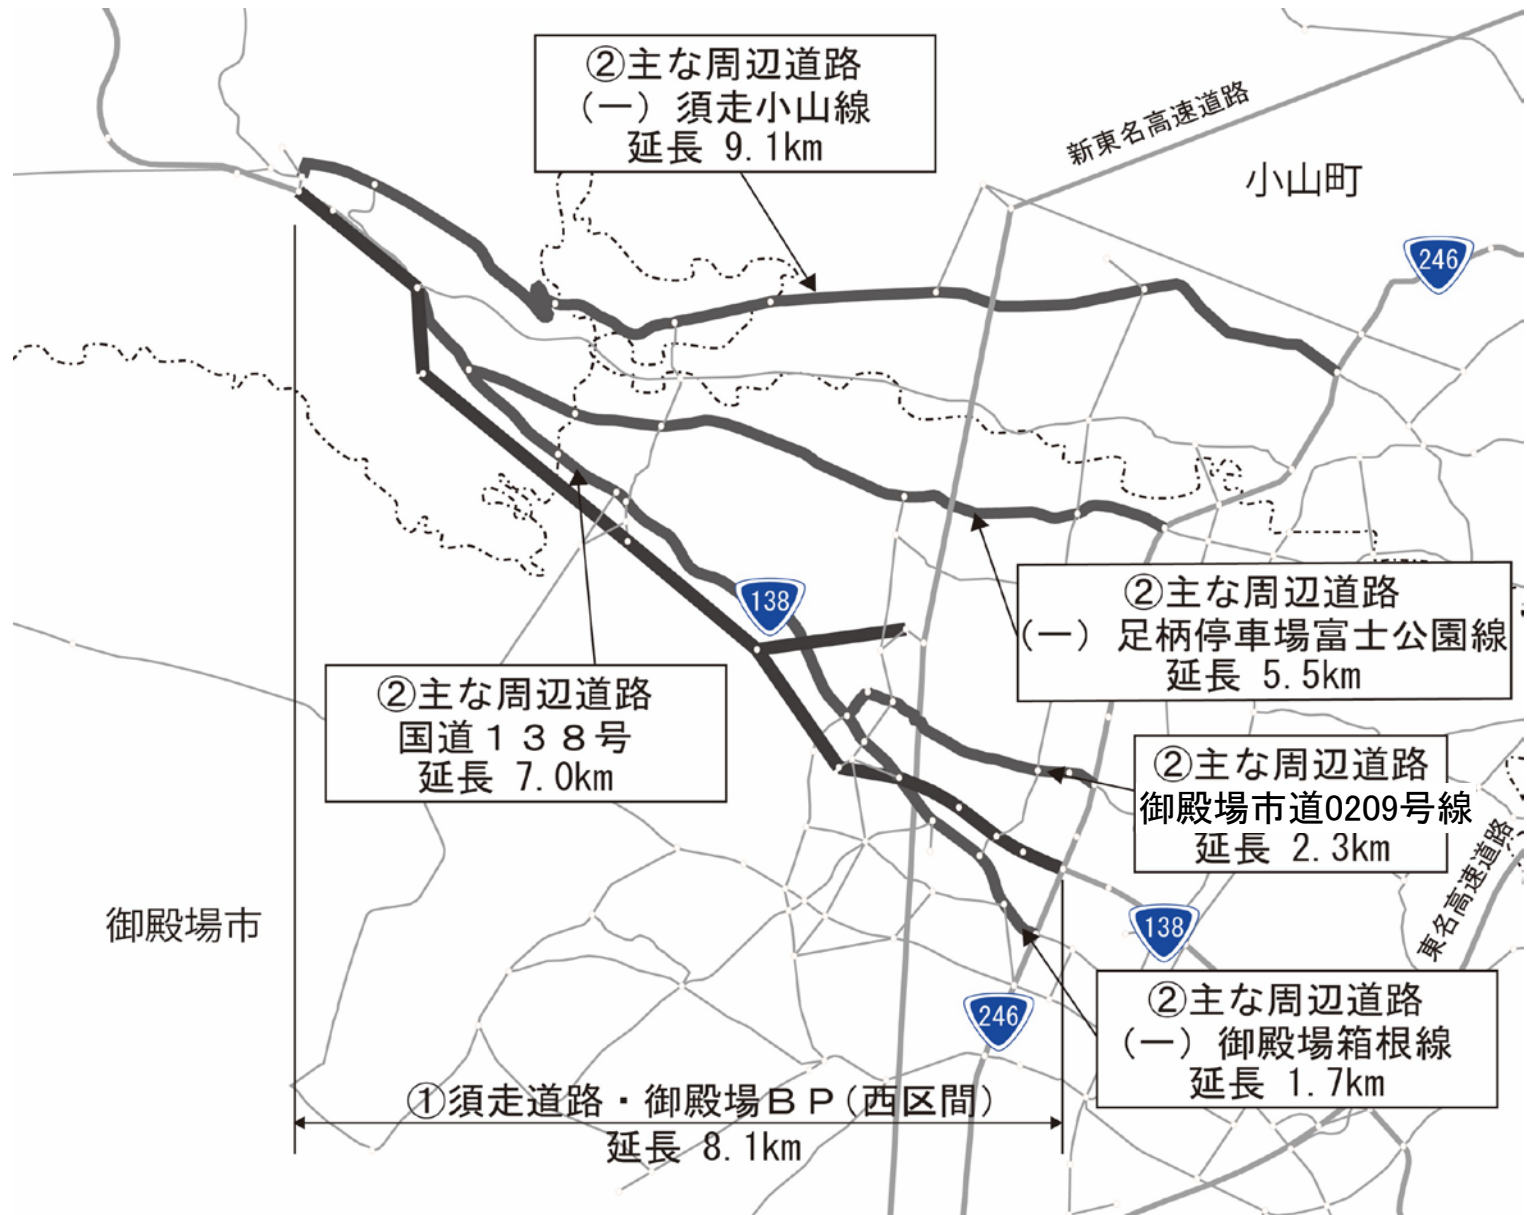 ②主な周辺道路
(一) 須走小山線
延長 9.1km
新東名高速道路
小山町
246
②主な周辺道路
(一) 足柄停車場富士公園線
延長 5.5km
138
②主な周辺道路
国道138号
延長 7.0km
②主な周辺道路
御殿場市道0209号線
延長 2.3km
東名高速道路
御殿場市
138
②主な周辺道路
(一) 御殿場箱根線
延長 1.7km
246
①須走道路・御殿場BP(西区間)
延長 8.1km